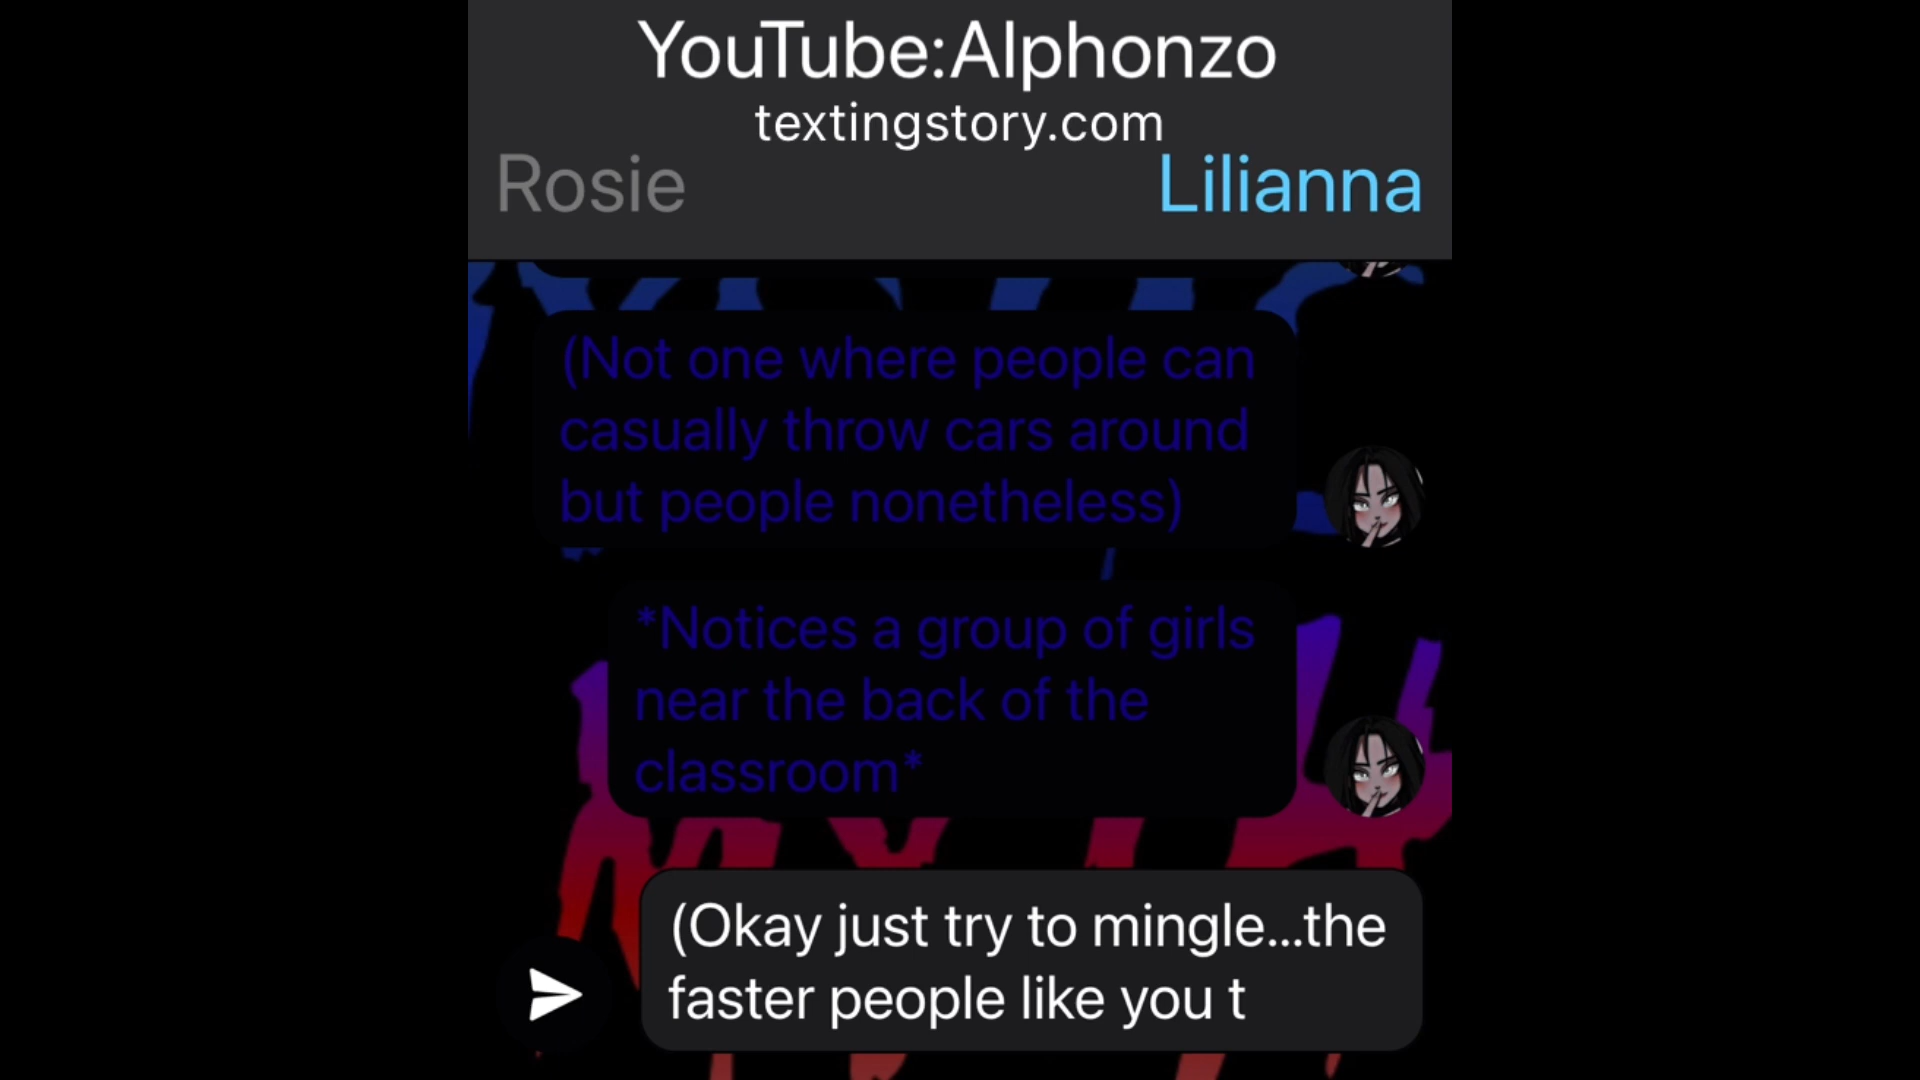 YouTube:Alphonzo
textingstory.com
Rosie
Lilianna
(Not one where people can
casually throw cars around
but people nonetheless)
*Notices a group of girls
near the back of the
classroom*
(Okay just try to mingle...the
faster people like you t